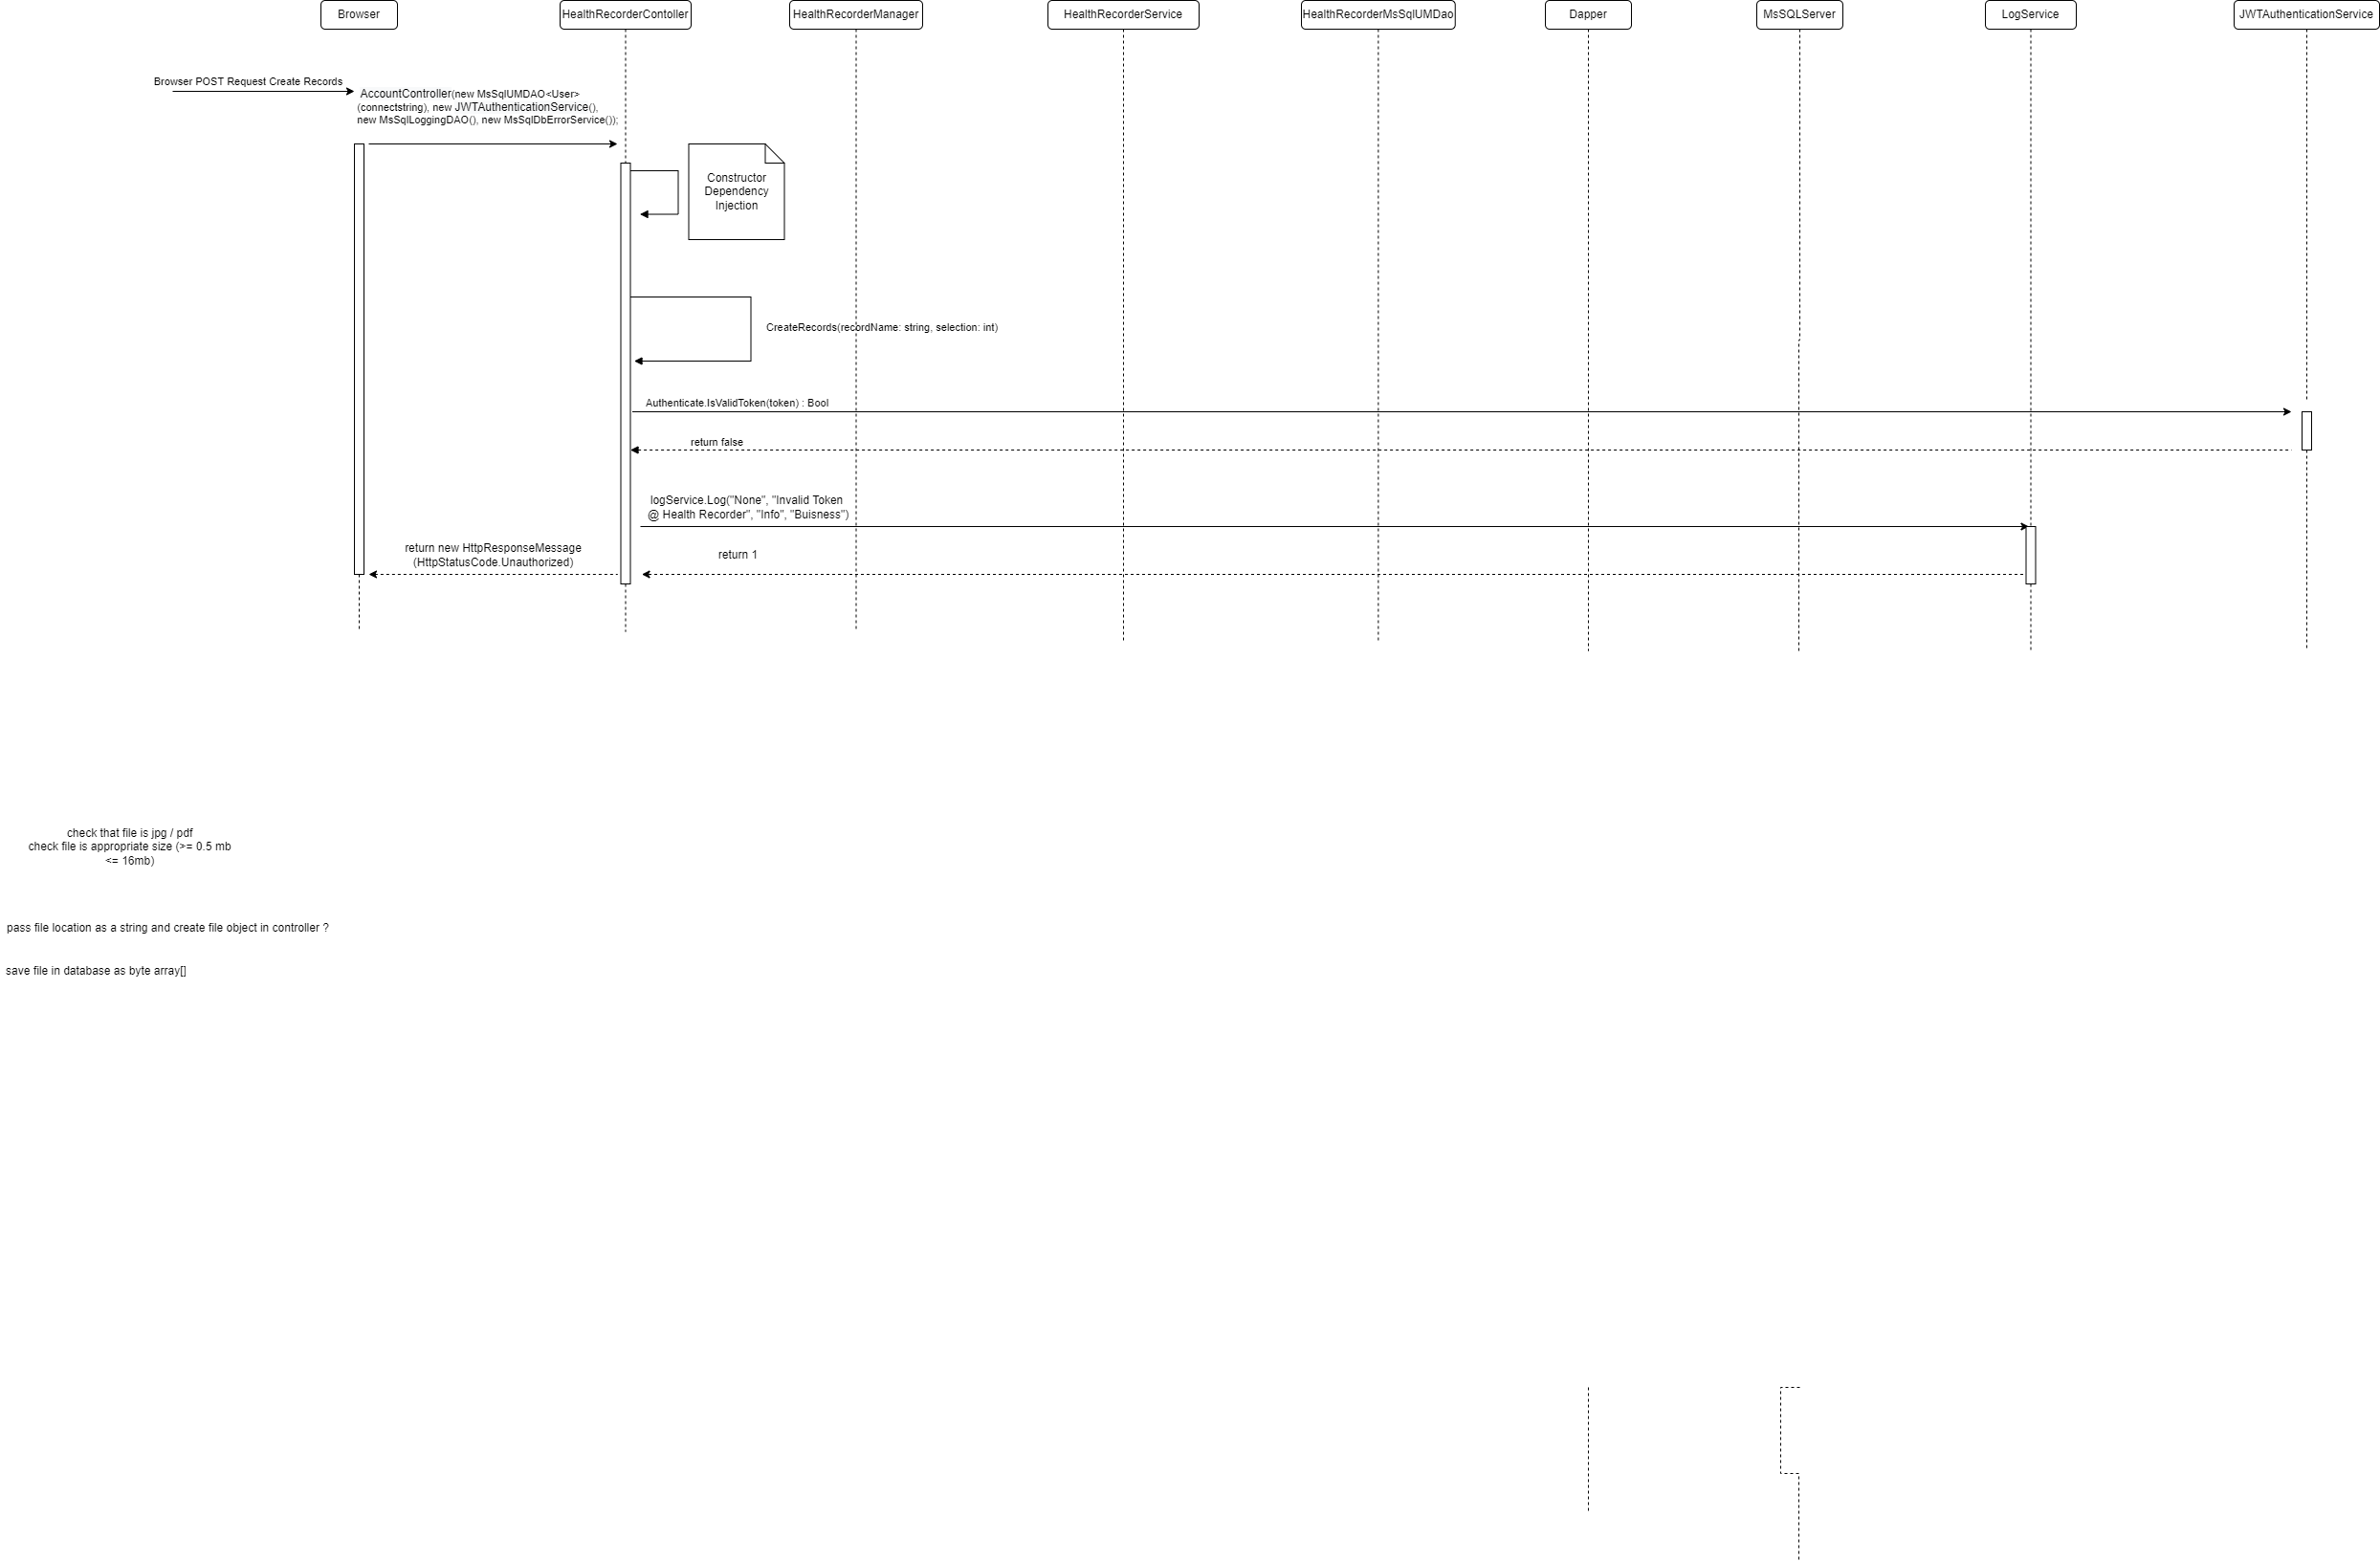 Browser
HealthRecorderContoller
HealthRecorderManager
HealthRecorderService
HealthRecorderMsSqlUMDao
Dapper
MsSQLServer
LogService
JWTAuthenticationService
Browser POST Request Create Records
AccountController(new MsSqlUMDAO<User>
(connectstring), new JWTAuthenticationService(),
new MsSqlLoggingDAO(), new MsSqlDbErrorService());
Constructor
Dependency
Injection
CreateRecords(recordName: string, selection: int)
Authenticate.IsValidToken(token) : Bool
return false
logService.Log("None", "Invalid Token
@ Health Recorder", "Info", "Buisness")
return new HttpResponseMessage
(HttpStatusCode.Unauthorized)
return 1
check that file is jpg / pdf
check file is appropriate size (>= 0.5 mb
<= 16mb)
pass file location as a string and create file object in controller ?
save file in database as byte array[]